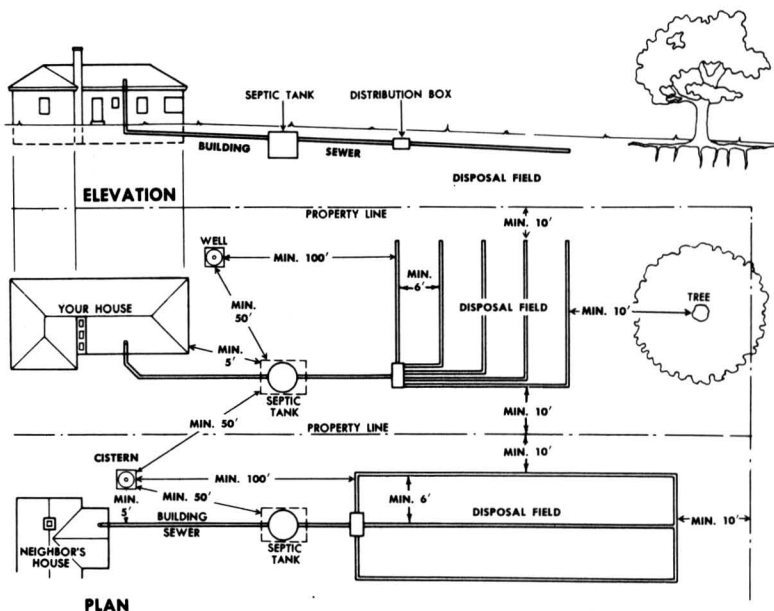 SEPTIC TANK
DISTRIBUTION BOX
BUILDING
SEWER
DISPOSAL FIELD
ELEVATION
PROPERTY LINE
MIN. 10'
WELL
MIN. 100'
MIN.
6'
YOUR HOUSE
MIN.
50'
DISPOSAL FIELD
MIN. 10'
TREE
MIN.
5'
SEPTIC
TANK
MIN. 10'
MIN. 50'
PROPERTY LINE
MIN. 10'
CISTERN
MIN. 100'
MIN.
5'
MIN. 50'
MIN. 6'
BUILDING
SEWER
DISPOSAL FIELD
MIN. 10'
SEPTIC
TANK
NEIGHBOR'S
HOUSE
PLAN